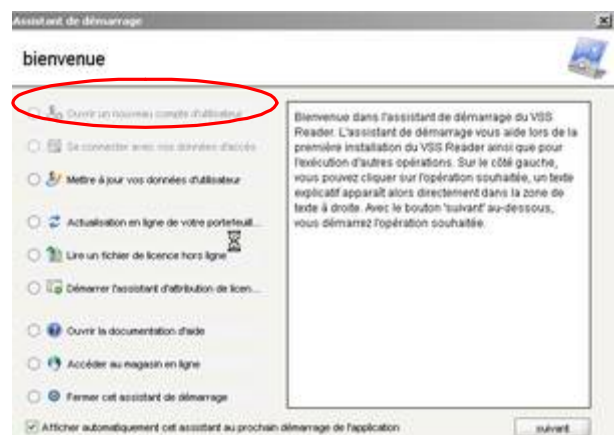 Assistant de démarrage
bienvenue
Ouvrir un nouveau compte d'utilisateur
Se connecter avec vos données d'accès
Mettre à jour vos données d'utilisateur
Actualisation en ligne de votre portefeuill...
Lire un fichier de licence hors ligne
Démarrer l'assistant d'attribution de licen...
Ouvrir la documentation d'aide
Accéder au magasin en ligne
Fermer cet assistant de démarrage
Bienvenue dans l'assistant de démarrage du VSS
Reader. L'assistant de démarrage vous aide lors de la
première installation du VSS Reader ainsi que pour
l'exécution d'autres opérations. Sur le côté gauche,
vous pouvez cliquer sur l'opération souhaitée, un texte
explicatif apparaît alors directement dans la zone de
texte à droite. Avec le bouton 'suivant' au-dessous,
vous démarrez l'opération souhaitée.
Afficher automatiquement cet assistant au prochain démarrage de l'application
suivant